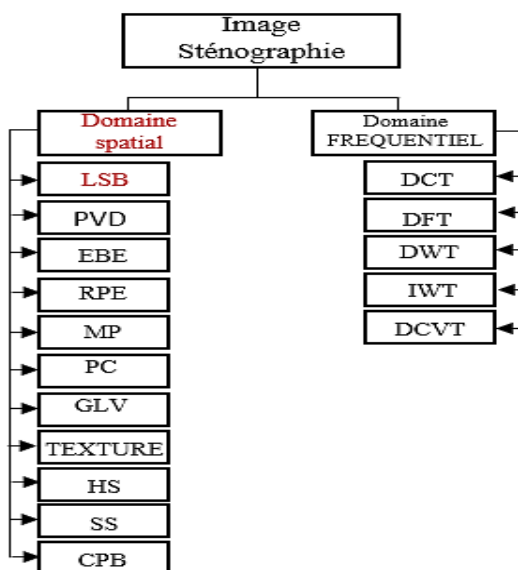 Image
Sténographie
Domaine
spatial
LSB
PVD
EBE
RPE
MP
PC
GLV
TEXTURE
HS
SS
CPB
Domaine
FREQUENTIEL
DCT
DFT
DWT
IWT
DCVT